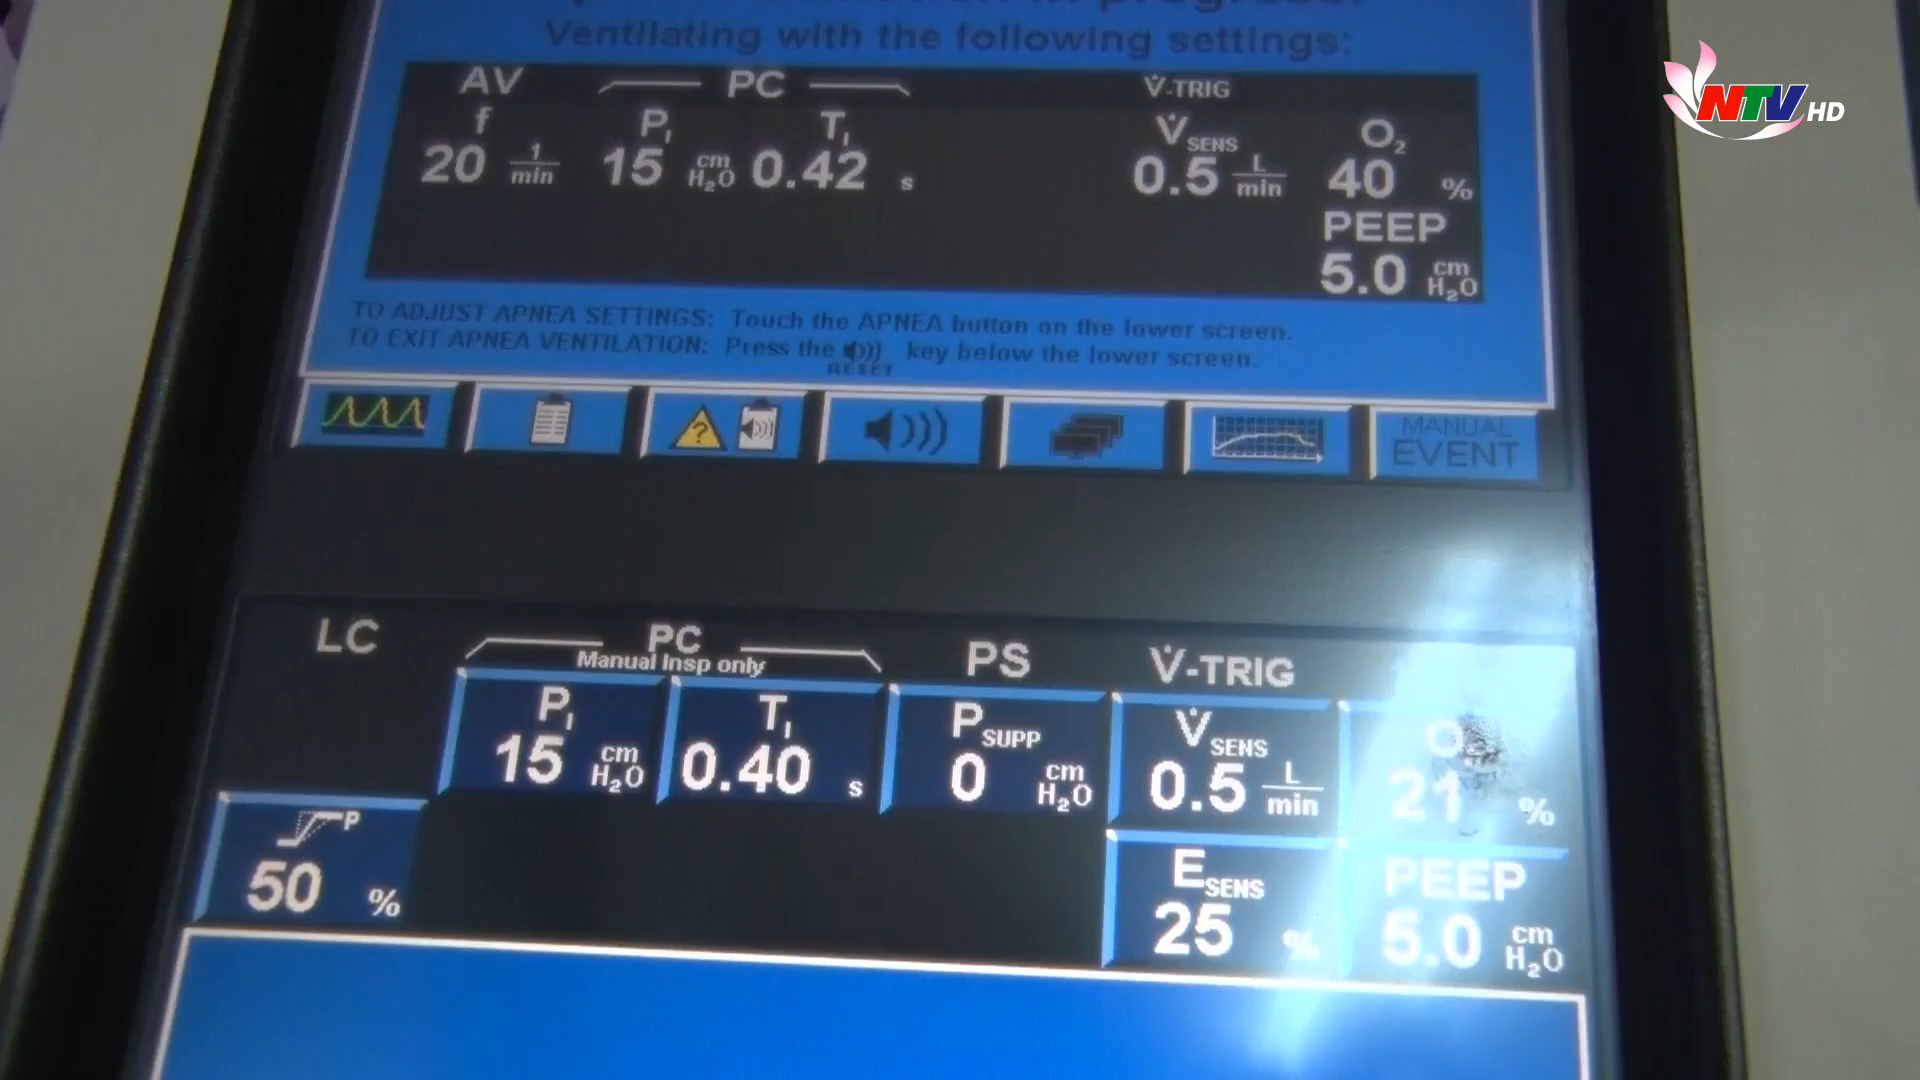 Ventilating with the following settings:
AV PC V̇-TRIG
f P I T I V̇ SENS O2
20 1/min 15 cm H2O 0.42 s 0.5 L/min 40 %
PEEP
5.0 cm H2O
TO ADJUST APNEA SETTINGS: Touch the APNEA button on the lower screen.
TO EXIT APNEA VENTILATION: Press the key below the lower screen.
RESET
?
MANUAL
EVENT
LC PC PS V̇-TRIG
Manual Insp only
P I T I P SUPP V̇ SENS O
15 cm H2O 0.40 s 0 cm H2O 0.5 L/min 21 %
P E SENS PEEP
50 % 25 % 5.0 cm H2O
NTV HD